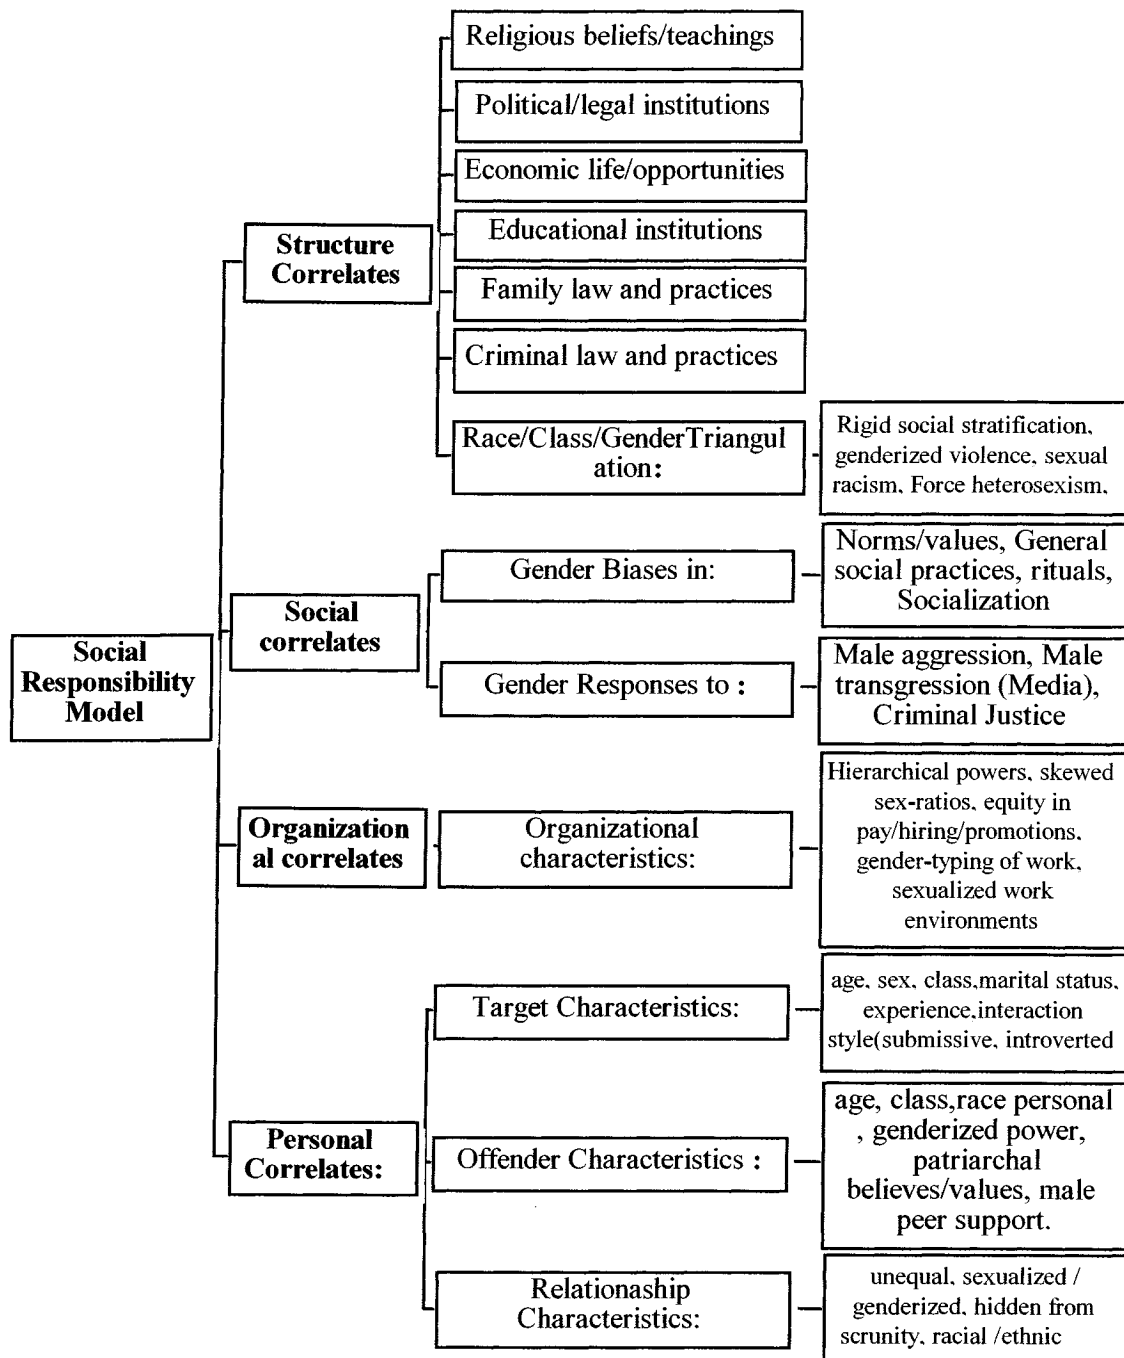 Religious beliefs/teachings
Political/legal institutions
Economic life/opportunities
Structure
Correlates
Educational institutions
Family law and practices
Criminal law and practices
Race/Class/GenderTriangul
ation:
Rigid social stratification,
genderized violence, sexual
racism, Force heterosexism,
Social
Responsibility
Model
Social
correlates
Gender Biases in:
Norms/values, General
social practices, rituals,
Socialization
Gender Responses to :
Male aggression, Male
transgression (Media),
Criminal Justice
Organization
al correlates
Organizational
characteristics:
Hierarchical powers, skewed
sex-ratios, equity in
pay/hiring/promotions,
gender-typing of work,
sexualized work
environments
Personal
Correlates:
Target Characteristics:
age, sex, class,marital status,
experience,interaction
style(submissive, introverted
Offender Characteristics :
age, class,race personal
, genderized power,
patriarchal
believes/values, male
peer support.
Relationaship
Characteristics:
unequal, sexualized /
genderized, hidden from
scrunity, racial /ethnic